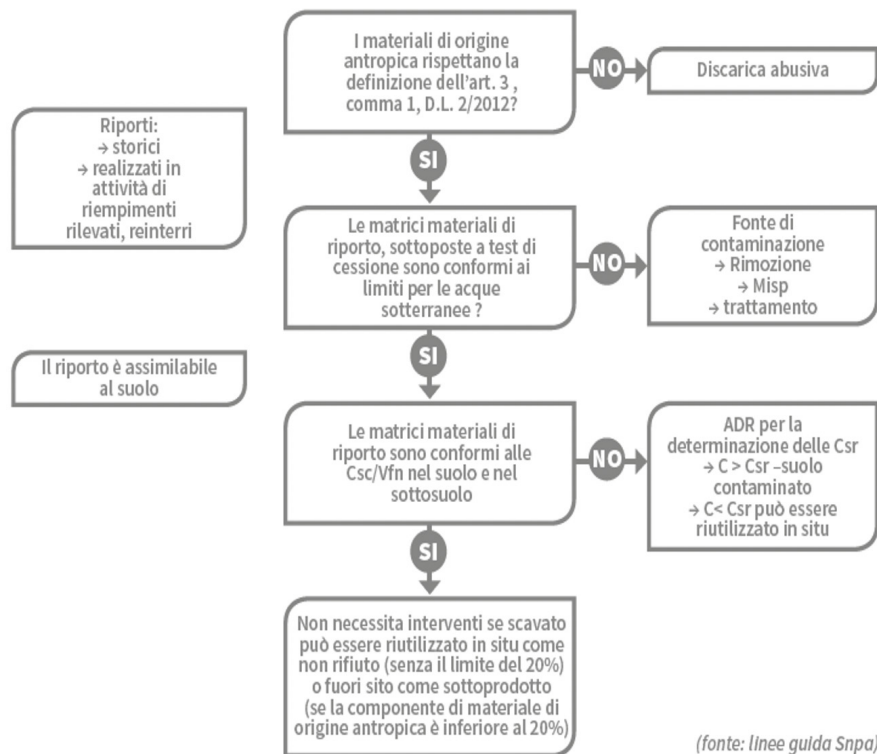 I materiali di origine
antropica rispettano la
definizione dell'art. 3 ,
comma 1, D.L. 2/2012?
NO
Discarica abusiva
Riporti:
→ storici
→ realizzati in
attività di
riempimenti
rilevati, reinterri
SI
Le matrici materiali di
riporto, sottoposte a test di
cessione sono conformi ai
limiti per le acque
sotterranee ?
NO
Fonte di
contaminazione
→ Rimozione
→ Misp
→ trattamento
SI
Il riporto è assimilabile
al suolo
Le matrici materiali di
riporto sono conformi alle
Csc/Vfn nel suolo e nel
sottosuolo
NO
ADR per la
determinazione delle Csr
→ C > Csr –suolo
contaminato
→ C< Csr può essere
riutilizzato in situ
SI
Non necessita interventi se scavato
può essere riutilizzato in situ come
non rifiuto (senza il limite del 20%)
o fuori sito come sottoprodotto
(se la componente di materiale di
origine antropica è inferiore al 20%)
(fonte: linee guida Snpa)